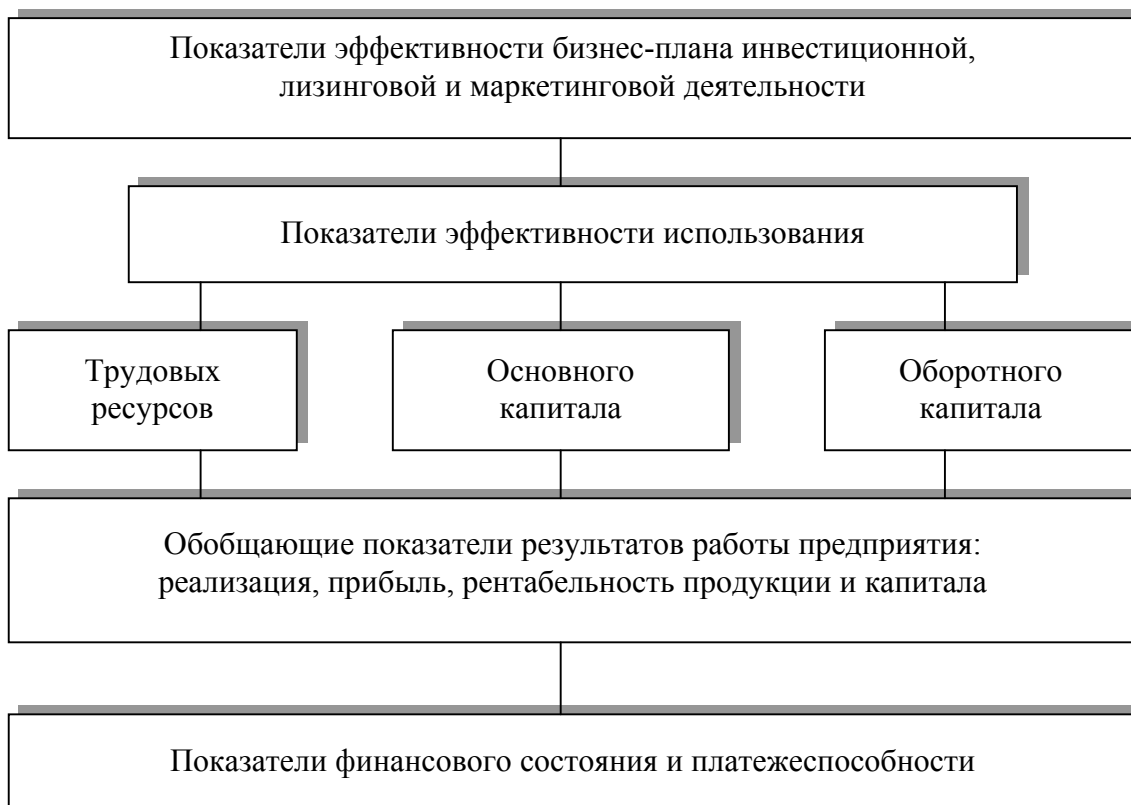 Показатели эффективности бизнес-плана инвестиционной,
лизинговой и маркетинговой деятельности
Показатели эффективности использования
Трудовых
ресурсов
Основного
капитала
Оборотного
капитала
Обобщающие показатели результатов работы предприятия:
реализация, прибыль, рентабельность продукции и капитала
Показатели финансового состояния и платежеспособности